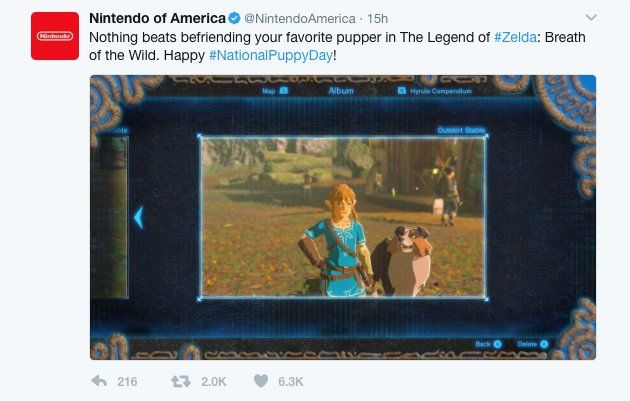 Nintendo of America @NintendoAmerica · 15h
Nintendo
Nothing beats befriending your favorite pupper in The Legend of #Zelda: Breath
of the Wild. Happy #NationalPuppyDay!
Map Album Hyrule Compendium
Outskirt Stable
Back Delete
216 2.0K 6.3K